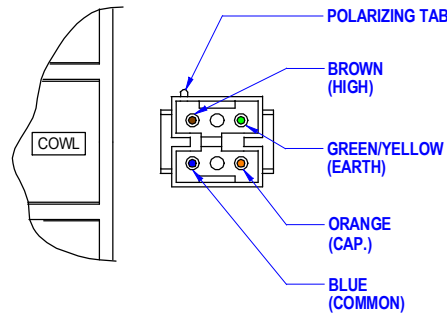 POLARIZING TAB
BROWN
(HIGH)
COWL
GREEN/YELLOW
(EARTH)
ORANGE
(CAP.)
BLUE
(COMMON)